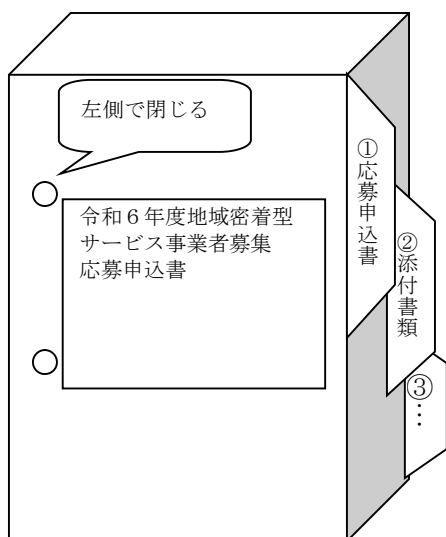 左側で閉じる
令和６年度地域密着型
サービス事業者募集
応募申込書
①応募申込書
②添付書類
③…